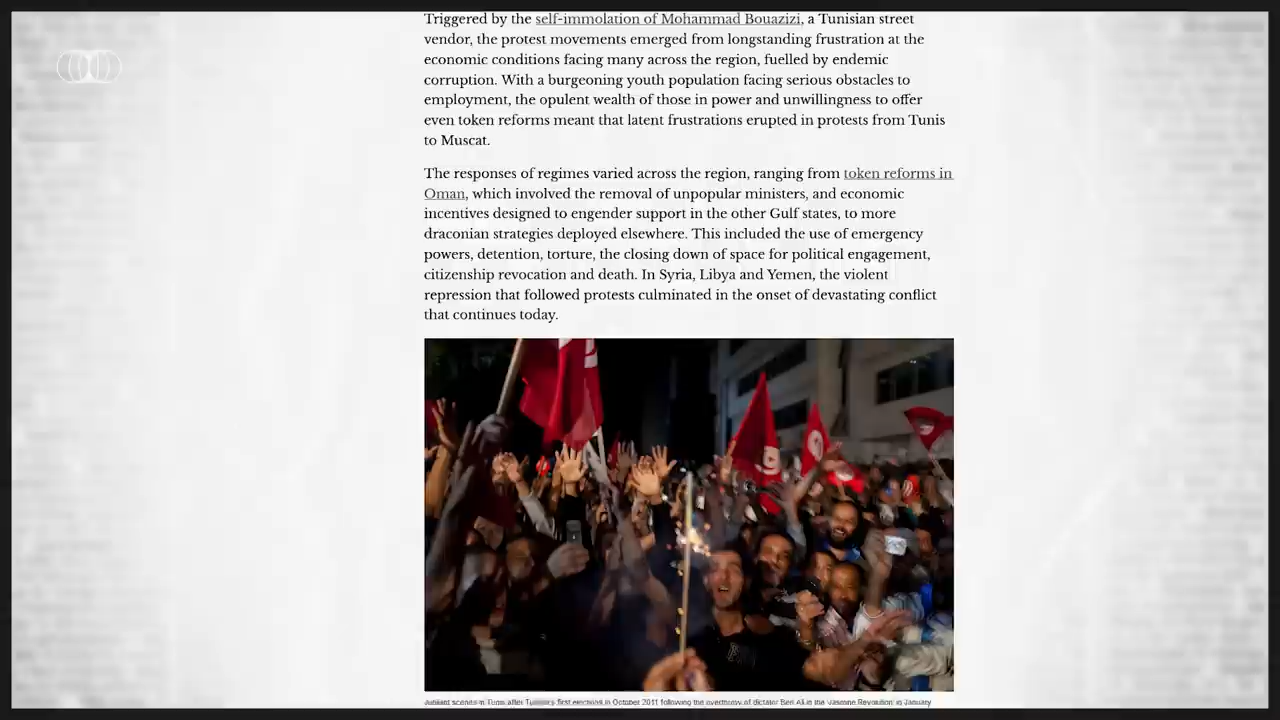 Triggered by the self-immolation of Mohammad Bouazizi, a Tunisian street
vendor, the protest movements emerged from longstanding frustration at the
economic conditions facing many across the region, fuelled by endemic
corruption. With a burgeoning youth population facing serious obstacles to
employment, the opulent wealth of those in power and unwillingness to offer
even token reforms meant that latent frustrations erupted in protests from Tunis
to Muscat.
The responses of regimes varied across the region, ranging from token reforms in
Oman, which involved the removal of unpopular ministers, and economic
incentives designed to engender support in the other Gulf states, to more
draconian strategies deployed elsewhere. This included the use of emergency
powers, detention, torture, the closing down of space for political engagement,
citizenship revocation and death. In Syria, Libya and Yemen, the violent
repression that followed protests culminated in the onset of devastating conflict
that continues today.
Jubilant scenes in Tunis after Tunisia's first elections in October 2011 following the overthrow of dictator Ben Ali in the Jasmine Revolution in January